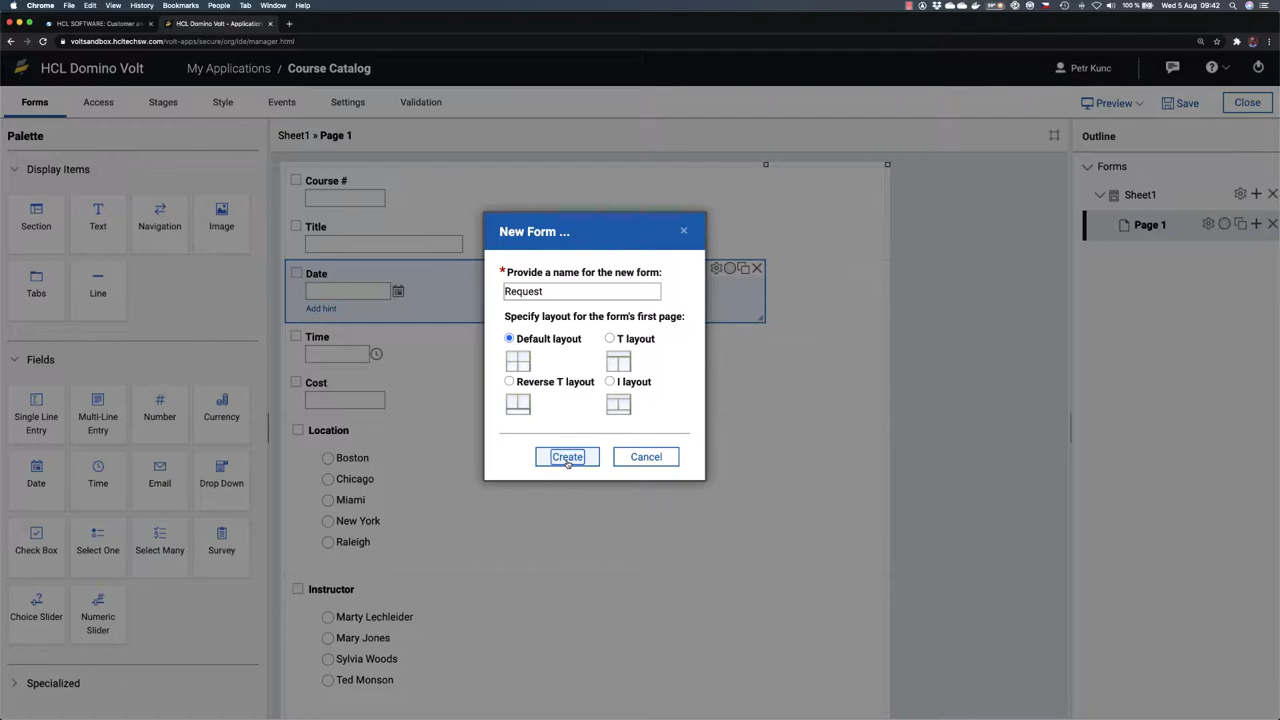 Chrome File Edit View History Bookmarks People Tab Window Help
100 % Wed 5 Aug 09:42
HCL SOFTWARE: Customer an
HCL Domino Volt - Application
voltsandbox.hcltechsw.com/volt-apps/secure/org/ide/manager.html
HCL Domino Volt
My Applications / Course Catalog
Petr Kunc
Forms Access Stages Style Events Settings Validation
Preview Save Close
Palette
Display Items
Section Text Navigation Image
Tabs Line
Fields
Single Line Entry
Multi-Line Entry
Number
Currency
Date Time Email Drop Down
Check Box Select One Select Many Survey
Choice Slider
Numeric Slider
Specialized
Sheet1 » Page 1
Course #
Title
Date
Add hint
Time
Cost
Location
Boston
Chicago
Miami
New York
Raleigh
Instructor
Marty Lechleider
Mary Jones
Sylvia Woods
Ted Monson
New Form ...
* Provide a name for the new form:
Request
Specify layout for the form's first page:
Default layout T layout
Reverse T layout I layout
Create Cancel
Outline
Forms
Sheet1
Page 1